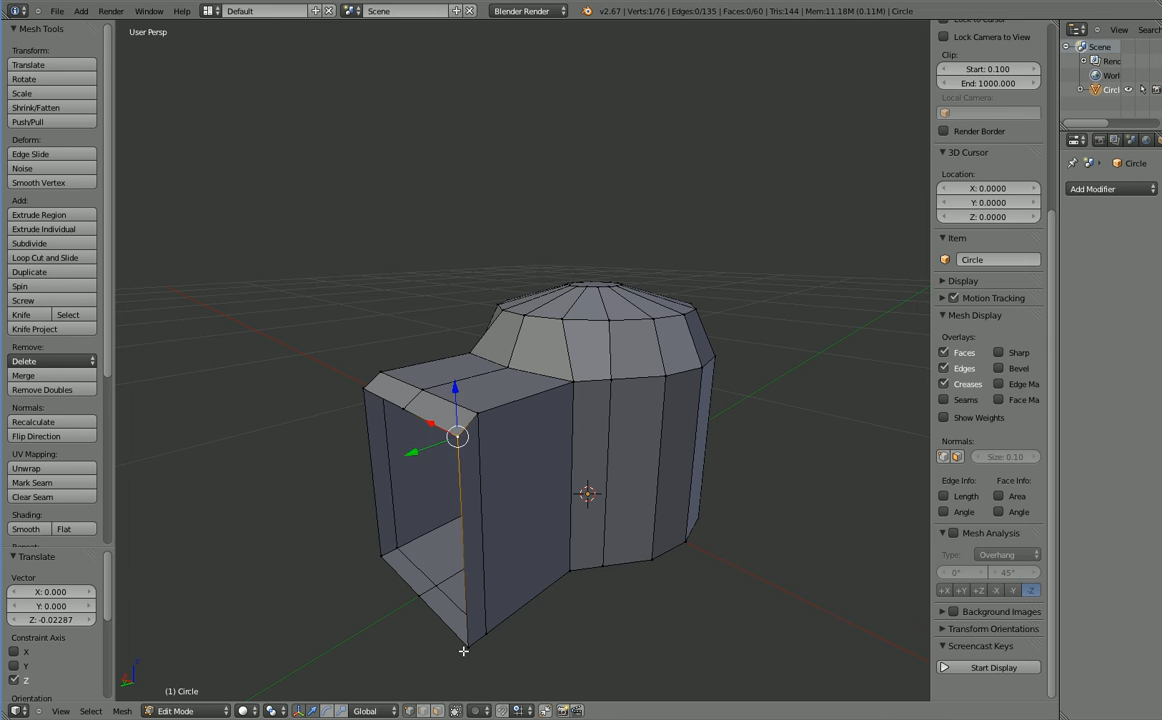 File Add Render Window Help Default Scene Blender Render v2.67 | Verts:1/76 | Edges:0/135 | Faces:0/60 | Tris:144 | Mem:11.18M (0.11M) | Circle
Mesh Tools
Transform:
Translate
Rotate
Scale
Shrink/Fatten
Push/Pull
Deform:
Edge Slide
Noise
Smooth Vertex
Add:
Extrude Region
Extrude Individual
Subdivide
Loop Cut and Slide
Duplicate
Spin
Screw
Knife Select
Knife Project
Remove:
Delete
Merge
Remove Doubles
Normals:
Recalculate
Flip Direction
UV Mapping:
Unwrap
Mark Seam
Clear Seam
Shading:
Smooth Flat
Translate
Vector
X: 0.000
Y: 0.000
Z: -0.02287
Constraint Axis
X
Y
Z
Orientation
User Persp
(1) Circle
View Select Mesh Edit Mode Global
Lock Camera to View
Clip:
Start: 0.100
End: 1000.000
Local Camera:
Render Border
3D Cursor
Location:
X: 0.0000
Y: 0.0000
Z: 0.0000
Item
Circle
Display
Motion Tracking
Mesh Display
Overlays:
Faces Sharp
Edges Bevel
Creases Edge Ma
Seams Face Ma
Show Weights
Normals:
Size: 0.10
Edge Info: Face Info:
Length Area
Angle Angle
Mesh Analysis
Type: Overhang
0° 45°
+X +Y +Z -X -Y -Z
Background Images
Transform Orientations
Screencast Keys
Start Display
View Search
Scene
Rend
Worl
Circl
Circle
Add Modifier